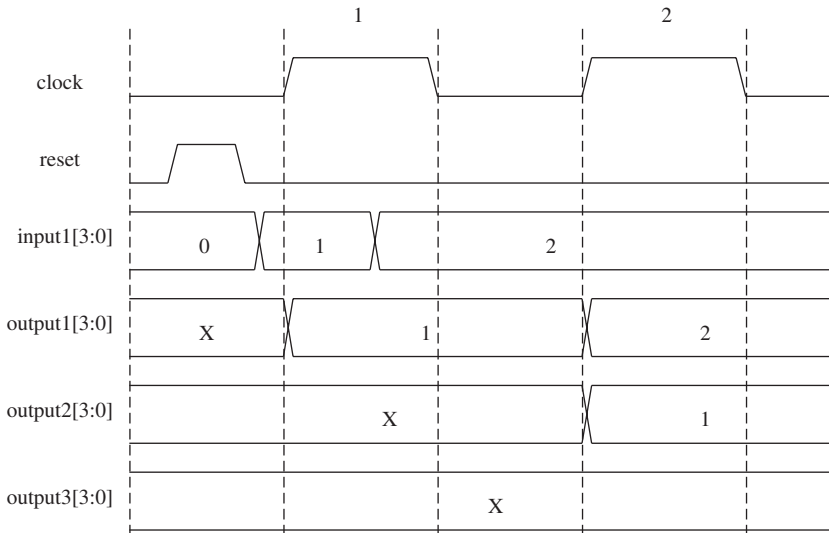 1 2
clock
reset
input1[3:0] 0 1 2
output1[3:0] X 1 2
output2[3:0] X 1
output3[3:0] X